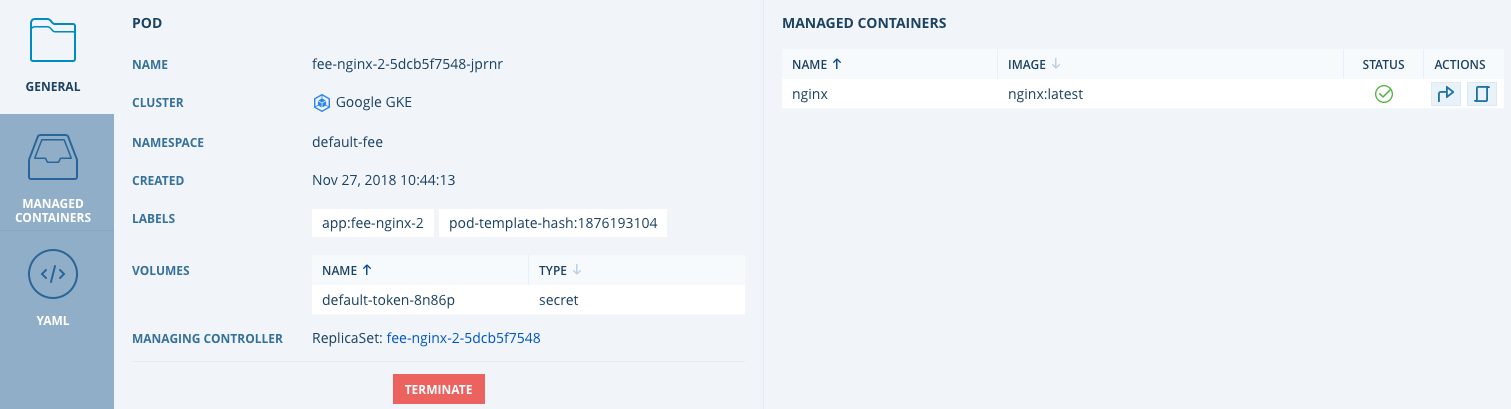 GENERAL
MANAGED
CONTAINERS
YAML
POD
NAME fee-nginx-2-5dcb5f7548-jprnr
CLUSTER Google GKE
NAMESPACE default-fee
CREATED Nov 27, 2018 10:44:13
LABELS app:fee-nginx-2 pod-template-hash:1876193104
VOLUMES NAME TYPE
default-token-8n86p secret
MANAGING CONTROLLER ReplicaSet: fee-nginx-2-5dcb5f7548
TERMINATE
MANAGED CONTAINERS
NAME IMAGE STATUS ACTIONS
nginx nginx:latest